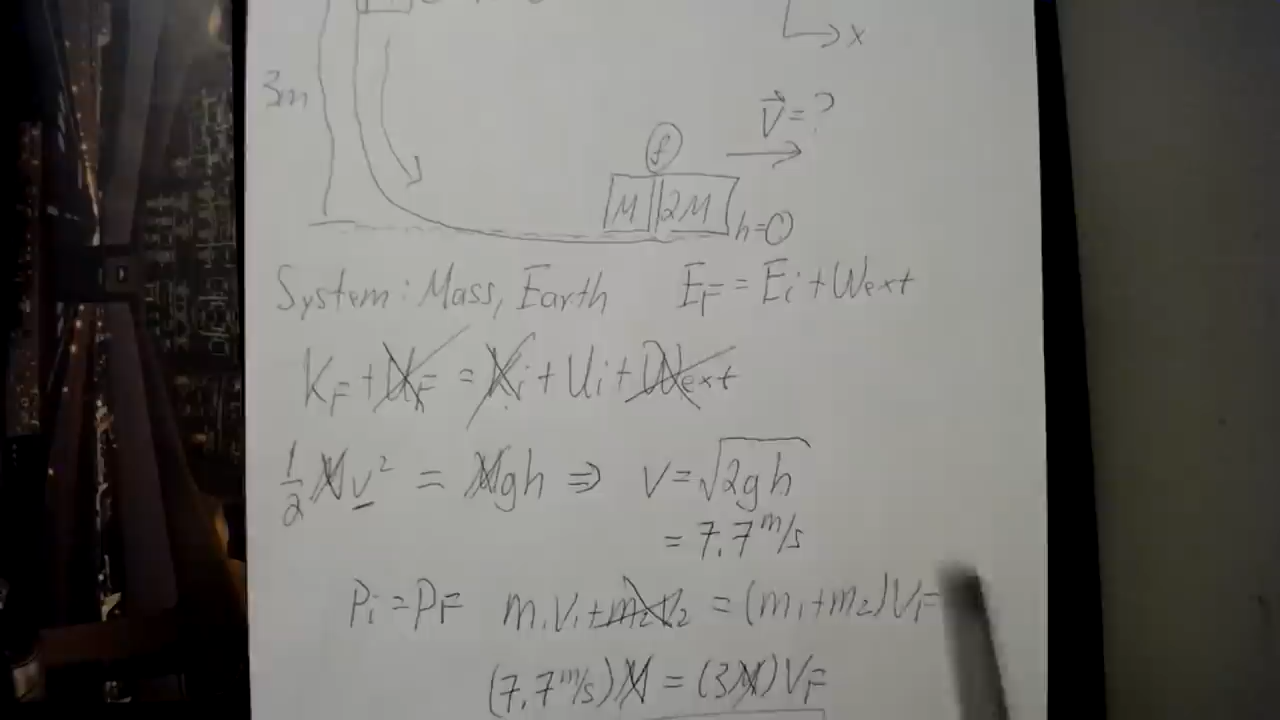 x
3m
V⃗=?
f
M 2M h=0
System: Mass, Earth EF = Ei + Wext
KF + UF = Ki + Ui + Wext
1/2 Mv² = Mgh ⇒ v = √2gh
= 7.7 m/s
Pi = PF m1v1 + m2v2 = (m1+m2)VF
(7.7 m/s)M = (3M)VF